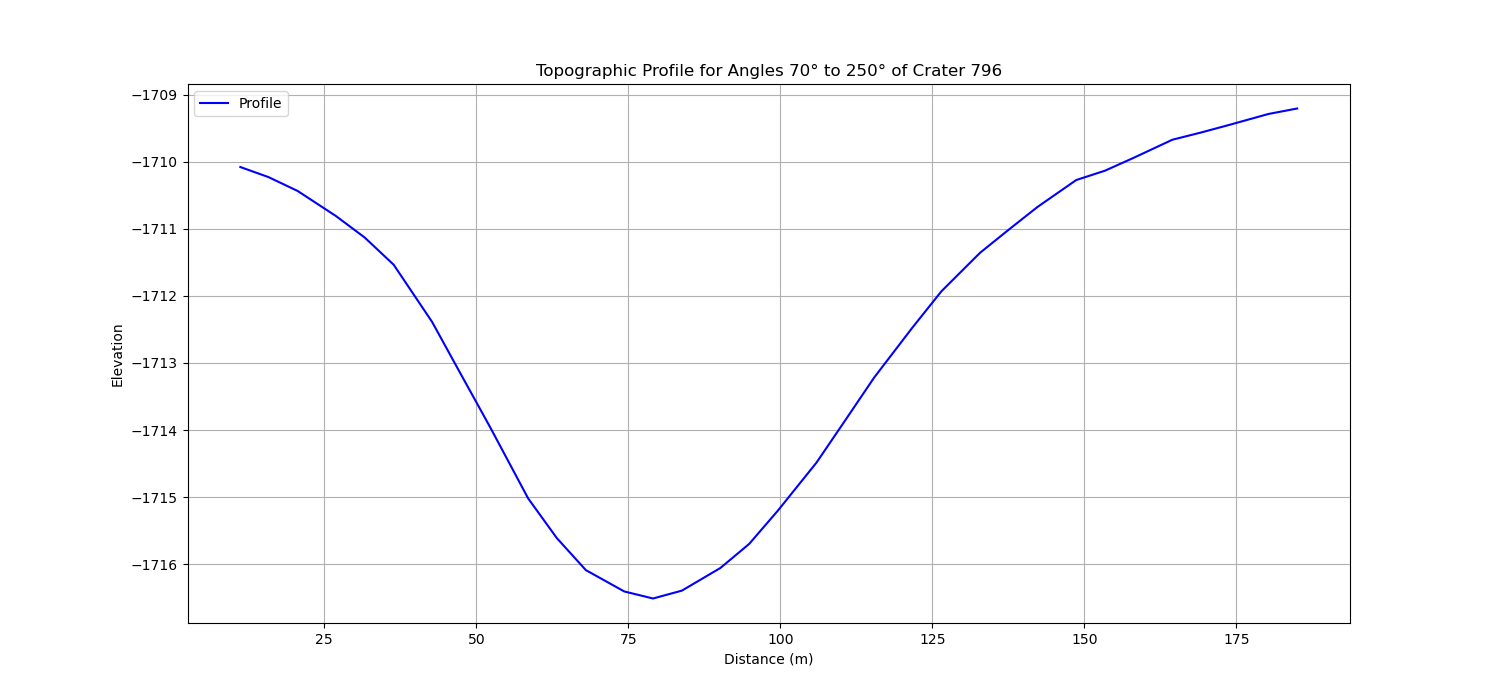 Topographic Profile for Angles 70° to 250° of Crater 796
Profile
−1709
−1710
−1711
−1712
−1713
−1714
−1715
−1716
Elevation
25 50 75 100 125 150 175
Distance (m)